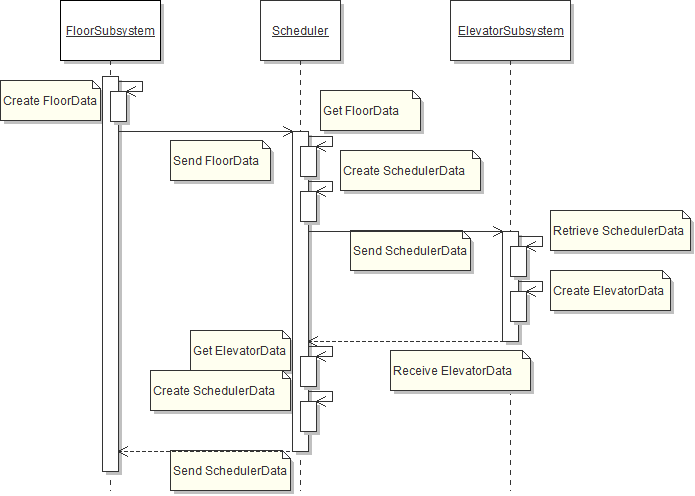 FloorSubsystem
Scheduler
ElevatorSubsystem
Create FloorData
Get FloorData
Send FloorData
Create SchedulerData
Retrieve SchedulerData
Send SchedulerData
Create ElevatorData
Get ElevatorData
Receive ElevatorData
Create SchedulerData
Send SchedulerData